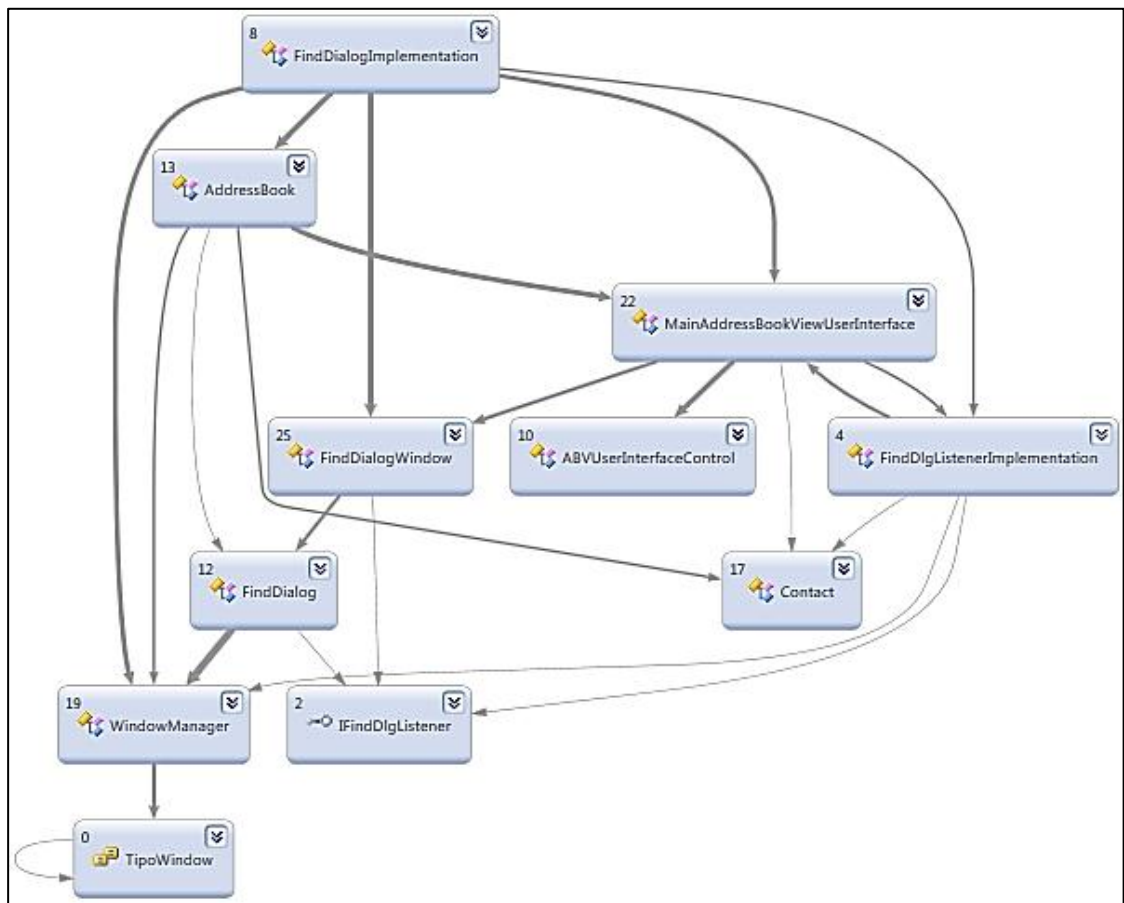 8
FindDialogImplementation
13
AddressBook
22
MainAddressBookViewUserInterface
25
FindDialogWindow
10
ABVUserInterfaceControl
4
FindDlgListenerImplementation
12
FindDialog
17
Contact
19
WindowManager
2
IFindDlgListener
0
TipoWindow